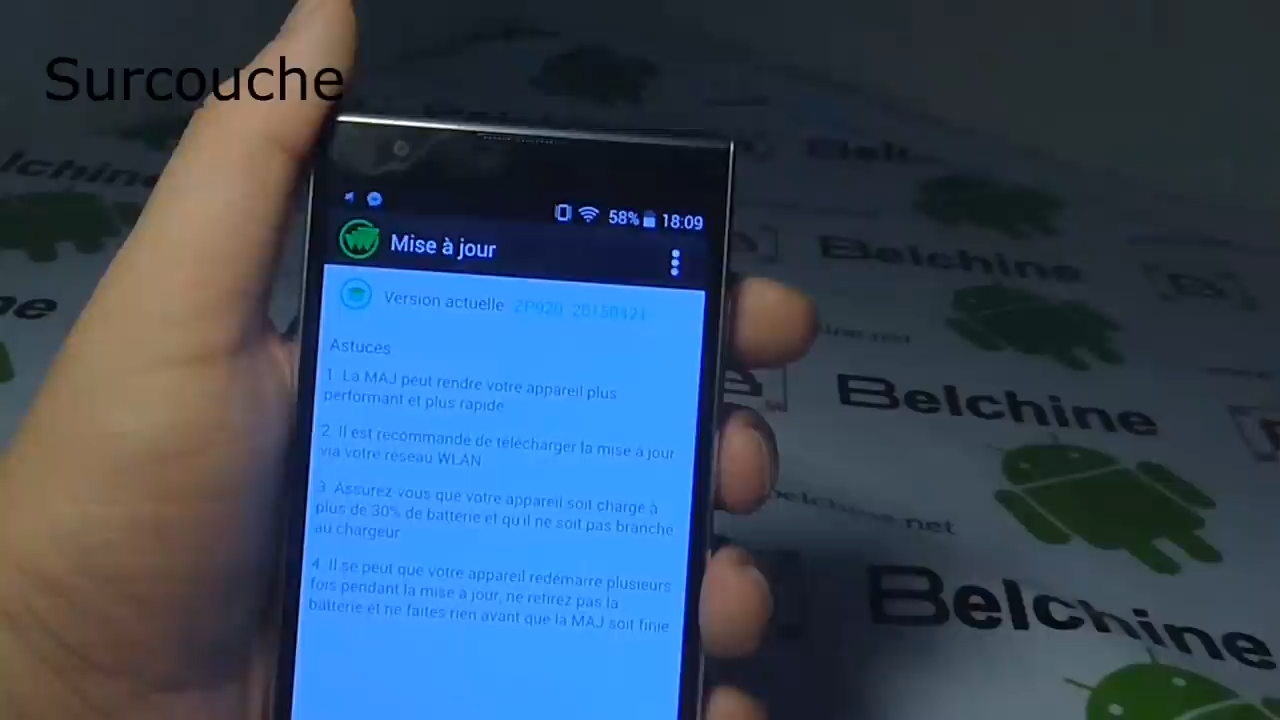 Surcouche
58% 18:09
Mise à jour
Version actuelle ZP920_20150421
Astuces
1. La MAJ peut rendre votre appareil plus
performant et plus rapide
2. Il est recommandé de télécharger la mise à jour
via votre réseau WLAN
3. Assurez vous que votre appareil soit chargé à
plus de 30% de batterie et qu'il ne soit pas branché
au chargeur
4. Il se peut que votre appareil redémarre plusieurs
fois pendant la mise à jour, ne retirez pas la
batterie et ne faites rien avant que la MAJ soit finie
Belchine
Belchine
belchine.net
Belchine